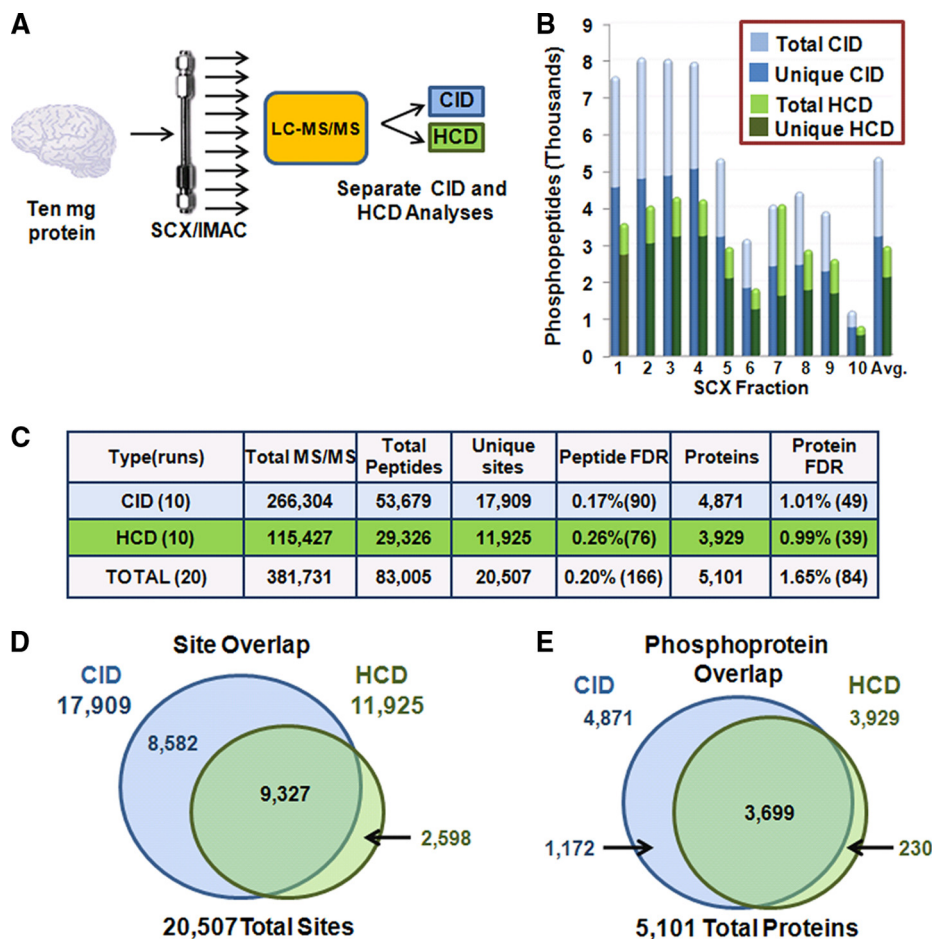 A
Ten mg
protein
SCX/IMAC
LC-MS/MS
CID
HCD
Separate CID and
HCD Analyses
B
Phosphopeptides (Thousands)
9
8
7
6
5
4
3
2
1
0
Total CID
Unique CID
Total HCD
Unique HCD
1 2 3 4 5 6 7 8 9 10 Avg.
SCX Fraction
C
Type(runs) Total MS/MS Total Peptides Unique sites Peptide FDR Proteins Protein FDR
CID (10) 266,304 53,679 17,909 0.17%(90) 4,871 1.01% (49)
HCD (10) 115,427 29,326 11,925 0.26%(76) 3,929 0.99% (39)
TOTAL (20) 381,731 83,005 20,507 0.20% (166) 5,101 1.65% (84)
D
Site Overlap
CID
17,909
HCD
11,925
8,582
9,327
2,598
20,507 Total Sites
E
Phosphoprotein
Overlap
CID
4,871
HCD
3,929
3,699
1,172
230
5,101 Total Proteins